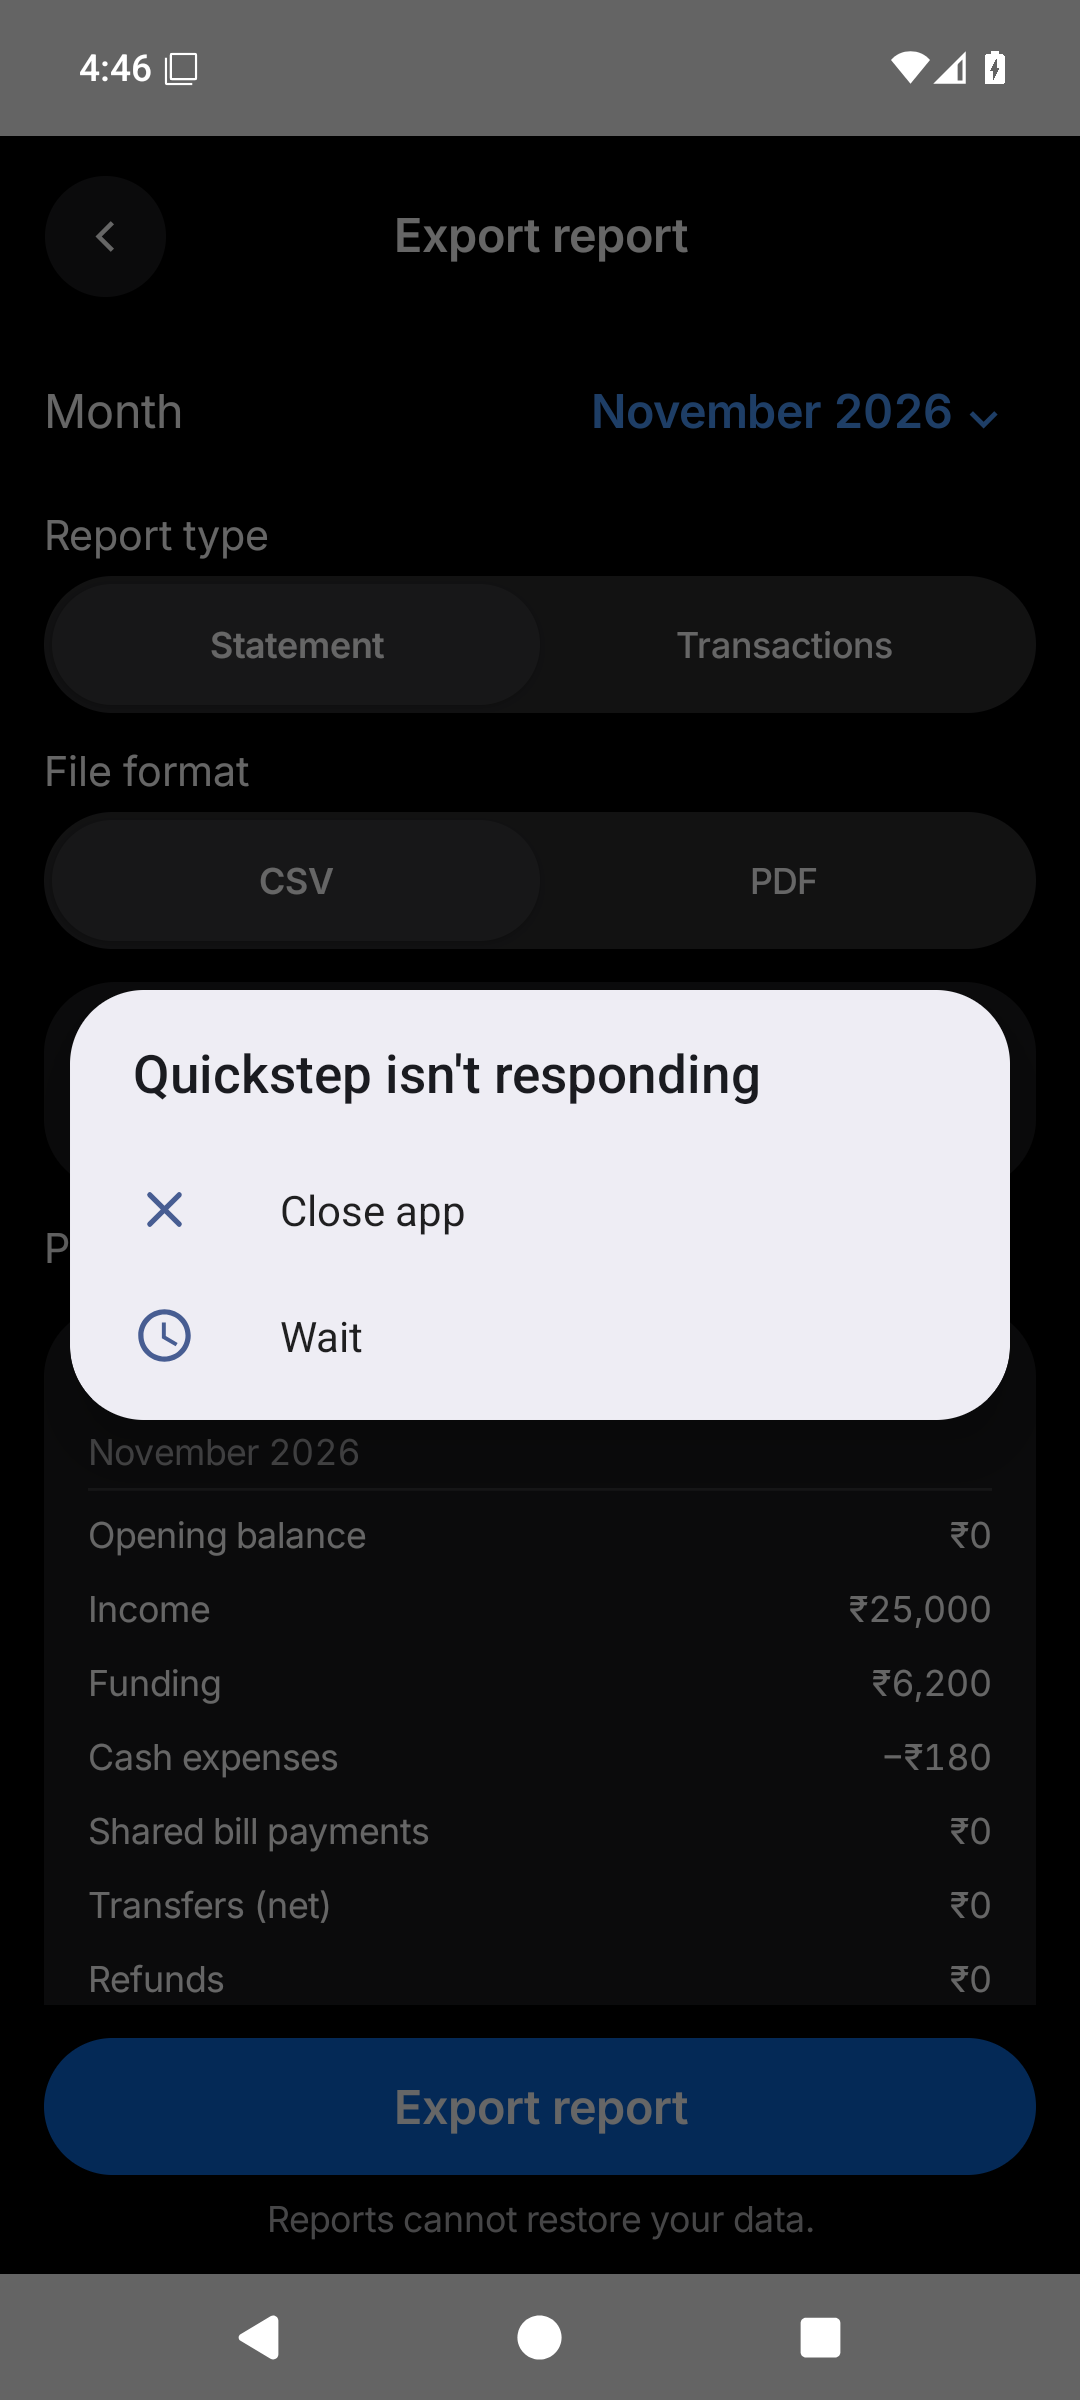 4:46
Export report
Month
November 2026
Report type
Statement
Transactions
File format
CSV
PDF
Quickstep isn't responding
Close app
Wait
November 2026
Opening balance
₹0
Income
₹25,000
Funding
₹6,200
Cash expenses
−₹180
Shared bill payments
₹0
Transfers (net)
₹0
Refunds
₹0
Export report
Reports cannot restore your data.